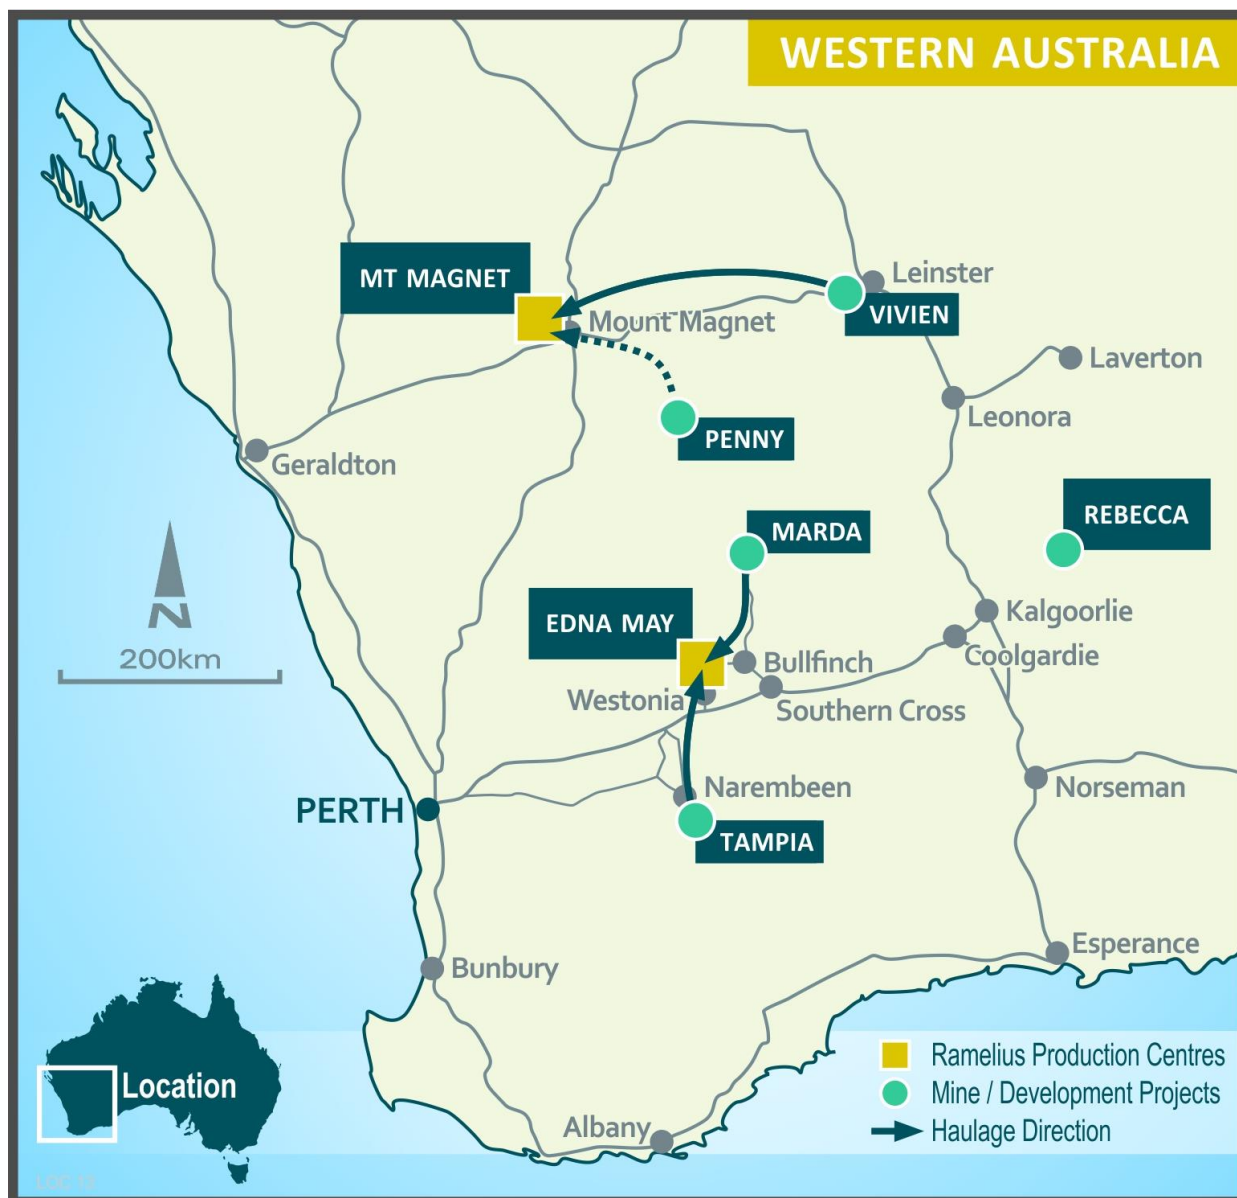 WESTERN AUSTRALIA
MT MAGNET
Leinster
Mount Magnet
VIVIEN
Laverton
Leonora
PENNY
Geraldton
REBECCA
MARDA
EDNA MAY
Kalgoorlie
N
200km
Bullfinch
Coolgardie
Westonia
Southern Cross
Narembeen
Norseman
PERTH
TAMPIA
Esperance
Bunbury
Location
Ramelius Production Centres
Mine / Development Projects
Haulage Direction
Albany